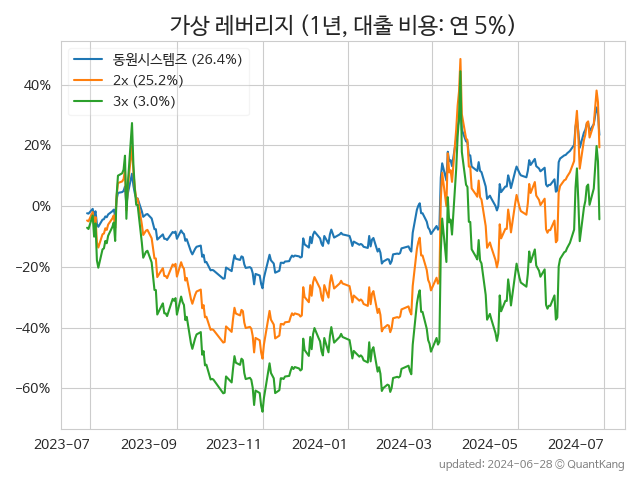 가상 레버리지 (1년, 대출 비용: 연 5%)
동원시스템즈 (26.4%)
2x (25.2%)
3x (3.0%)
40%
20%
0%
−20%
−40%
−60%
2023-07 2023-09 2023-11 2024-01 2024-03 2024-05 2024-07
updated: 2024-06-28 © QuantKang